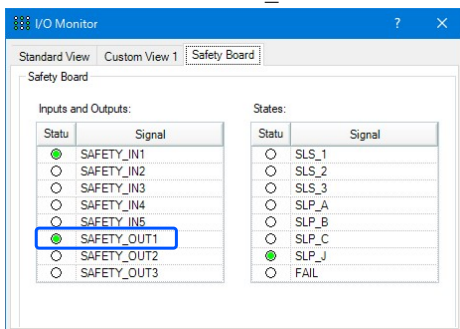 I/O Monitor ? ×
Standard View Custom View 1 Safety Board
Safety Board
Inputs and Outputs: States:
Statu Signal Statu Signal
SAFETY_IN1 SLS_1
SAFETY_IN2 SLS_2
SAFETY_IN3 SLS_3
SAFETY_IN4 SLP_A
SAFETY_IN5 SLP_B
SAFETY_OUT1 SLP_C
SAFETY_OUT2 SLP_J
SAFETY_OUT3 FAIL